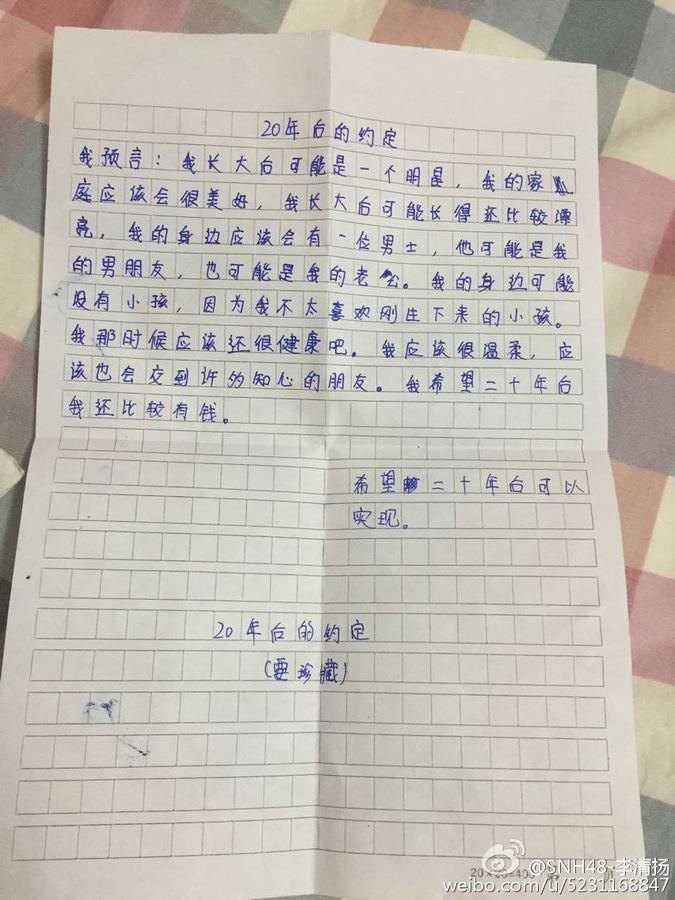 20年后的约定
我预言：我长大后可能是一个明星，我的家
庭应该会很美好，我长大后可能长得还比较漂
亮，我的身边应该会有一位男士，他可能是我
的男朋友，也可能是我的老公。我的身边可能
没有小孩，因为我不太喜欢刚生下来的小孩。
我那时候应该还很健康吧。我应该很温柔，应
该也会交到许多知心的朋友。我希望二十年后
我还比较有钱。
希望二十年后可以
实现。
20年后的约定
(要珍藏)
20×20=400
@SNH48-李清扬
weibo.com/u/5231168847